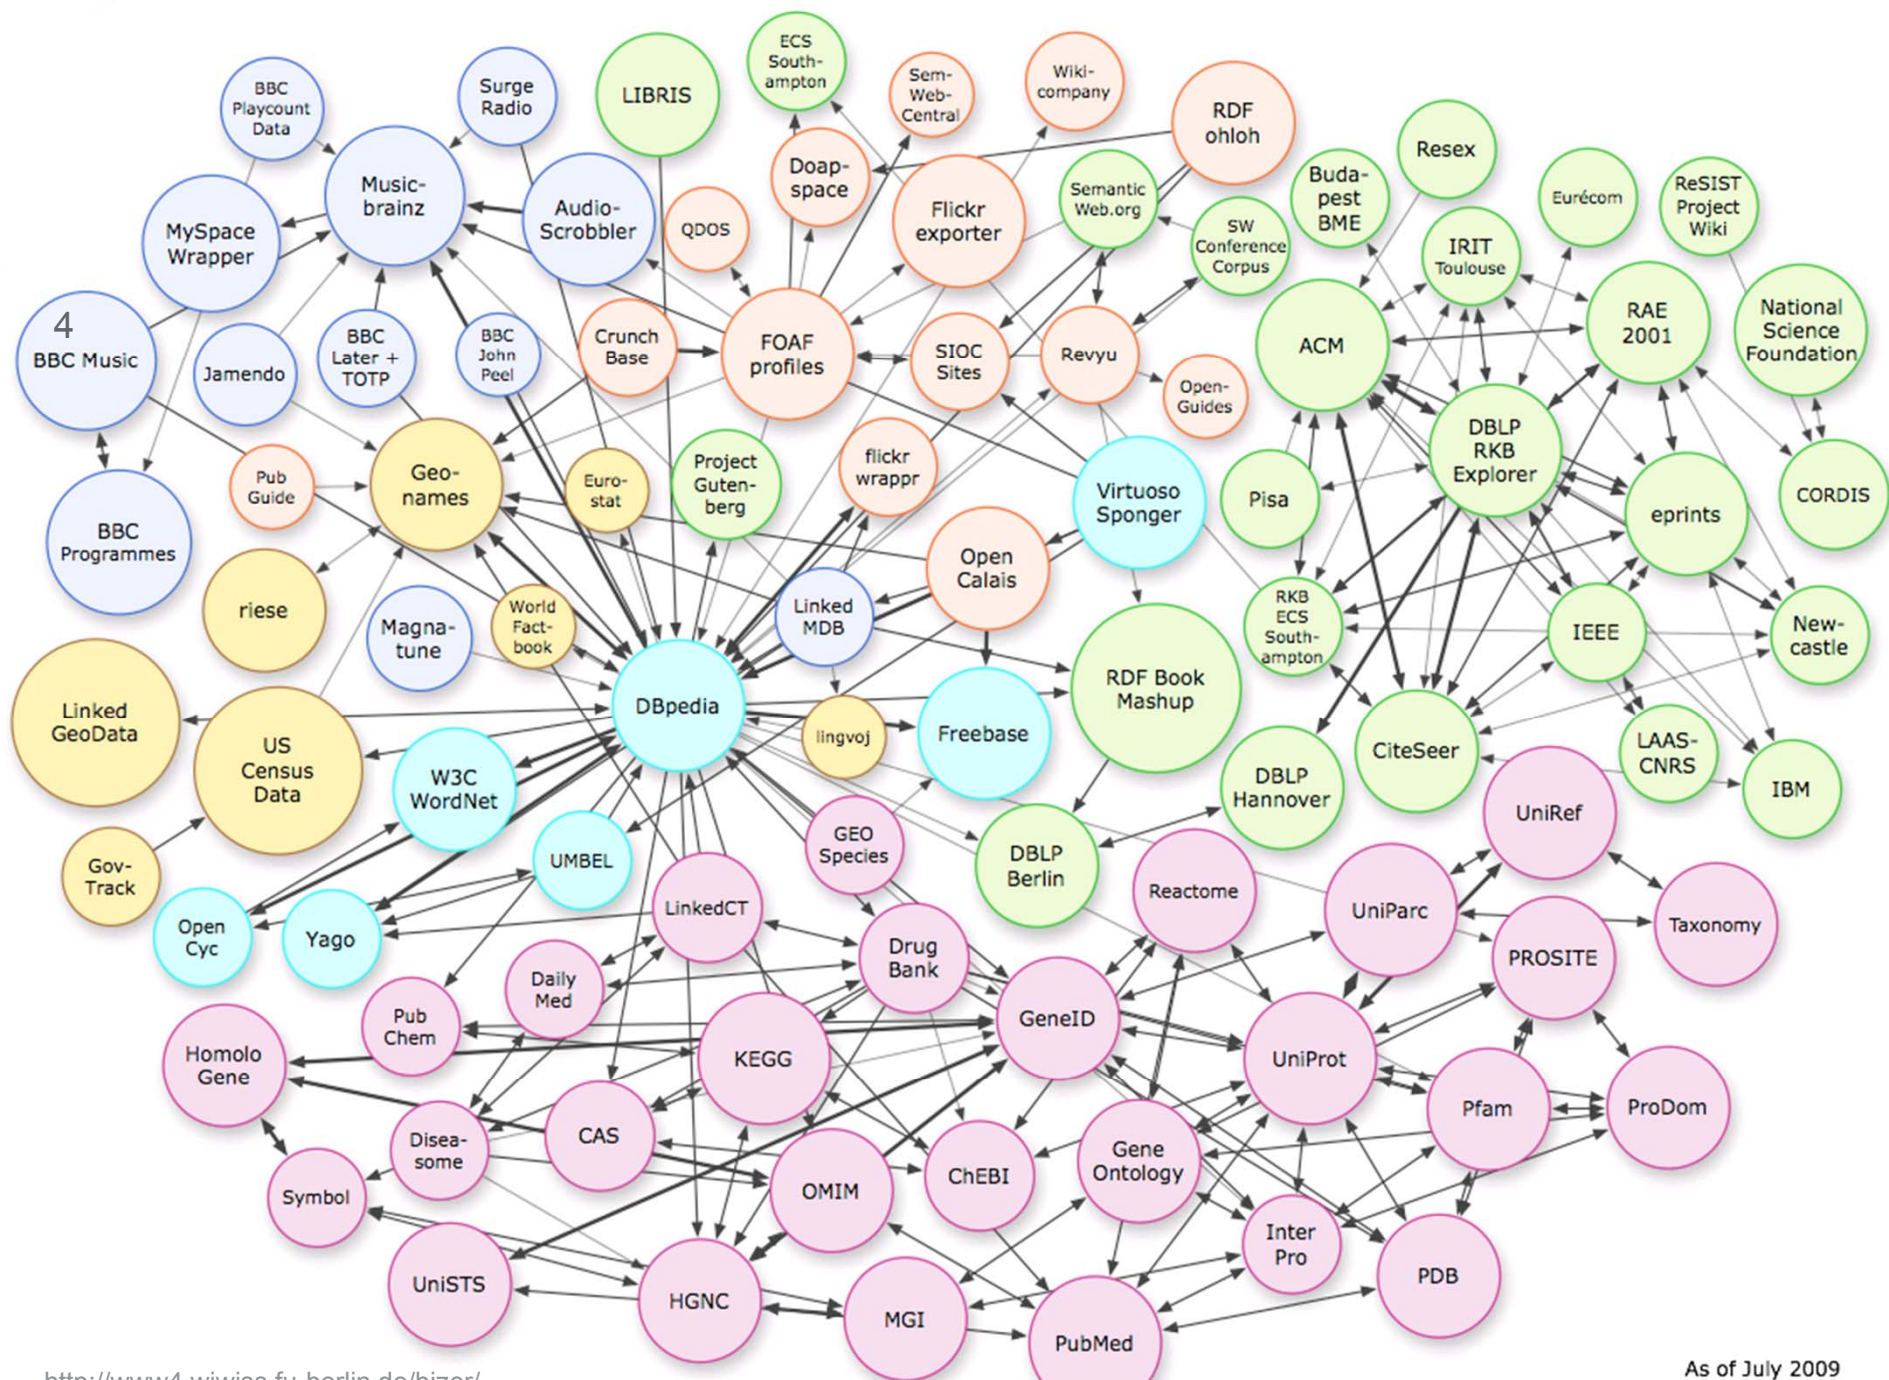 BBC
Playcount
Data
Surge
Radio
LIBRIS
ECS
South-
ampton
Sem-
Web-
Central
Wiki-
company
RDF
ohloh
Music-
brainz
MySpace
Wrapper
Audio-
Scrobbler
QDOS
Doap-
space
Flickr
exporter
Semantic
Web.org
SW
Conference
Corpus
Buda-
pest
BME
Resex
Eurécom
ReSIST
Project
Wiki
IRIT
Toulouse
4
BBC Music
Jamendo
BBC
Later +
TOTP
BBC
John
Peel
Crunch
Base
FOAF
profiles
SIOC
Sites
Revyu
Open-
Guides
ACM
RAE
2001
National
Science
Foundation
Pub
Guide
Geo-
names
Euro-
stat
Project
Guten-
berg
flickr
wrappr
Virtuoso
Sponger
Pisa
DBLP
RKB
Explorer
eprints
CORDIS
BBC
Programmes
riese
Magna-
tune
World
Fact-
book
Linked
MDB
Open
Calais
RKB
ECS
South-
ampton
IEEE
New-
castle
Linked
GeoData
US
Census
Data
W3C
WordNet
DBpedia
lingvoj
Freebase
RDF Book
Mashup
DBLP
Hannover
CiteSeer
LAAS-
CNRS
IBM
Gov-
Track
Open
Cyc
Yago
UMBEL
LinkedCT
GEO
Species
DBLP
Berlin
Reactome
UniParc
UniRef
Taxonomy
PROSITE
Homolo
Gene
Pub
Chem
Daily
Med
Drug
Bank
KEGG
GeneID
UniProt
Pfam
ProDom
Symbol
Disea-
some
CAS
OMIM
ChEBI
Gene
Ontology
Inter
Pro
PDB
UniSTS
HGNC
MGI
PubMed
As of July 2009
http://www4.wiwiss.fu-berlin.de/bizer/